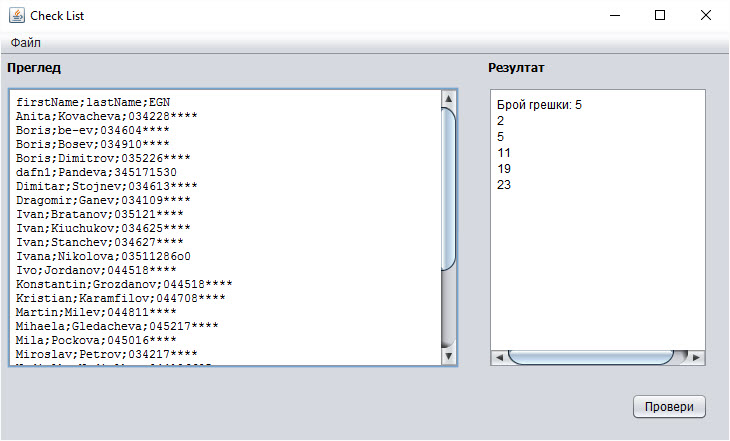 Check List
Файл
Преглед
firstName;lastName;EGN
Anita;Kovacheva;034228****
Boris;be-ev;034604****
Boris;Bosev;034910****
Boris;Dimitrov;035226****
dafn1;Pandeva;345171530
Dimitar;Stojnev;034613****
Dragomir;Ganev;034109****
Ivan;Bratanov;035121****
Ivan;Kiuchukov;034625****
Ivan;Stanchev;034627****
Ivana;Nikolova;03511286o0
Ivo;Jordanov;044518****
Konstantin;Grozdanov;044518****
Kristian;Karamfilov;044708****
Martin;Milev;044811****
Mihaela;Gledacheva;045217****
Mila;Pockova;045016****
Miroslav;Petrov;034217****
Резултат
Брой грешки: 5
2
5
11
19
23
Провери